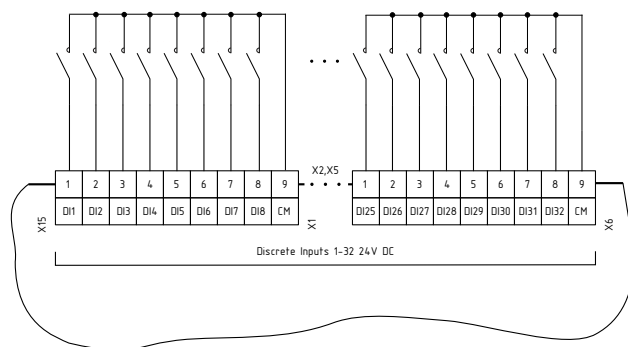 X2,X5
1 2 3 4 5 6 7 8 9 1 2 3 4 5 6 7 8 9
DI1 DI2 DI3 DI4 DI5 DI6 DI7 DI8 CM DI25 DI26 DI27 DI28 DI29 DI30 DI31 DI32 CM
X15 X1 X6
Discrete Inputs 1-32 24V DC